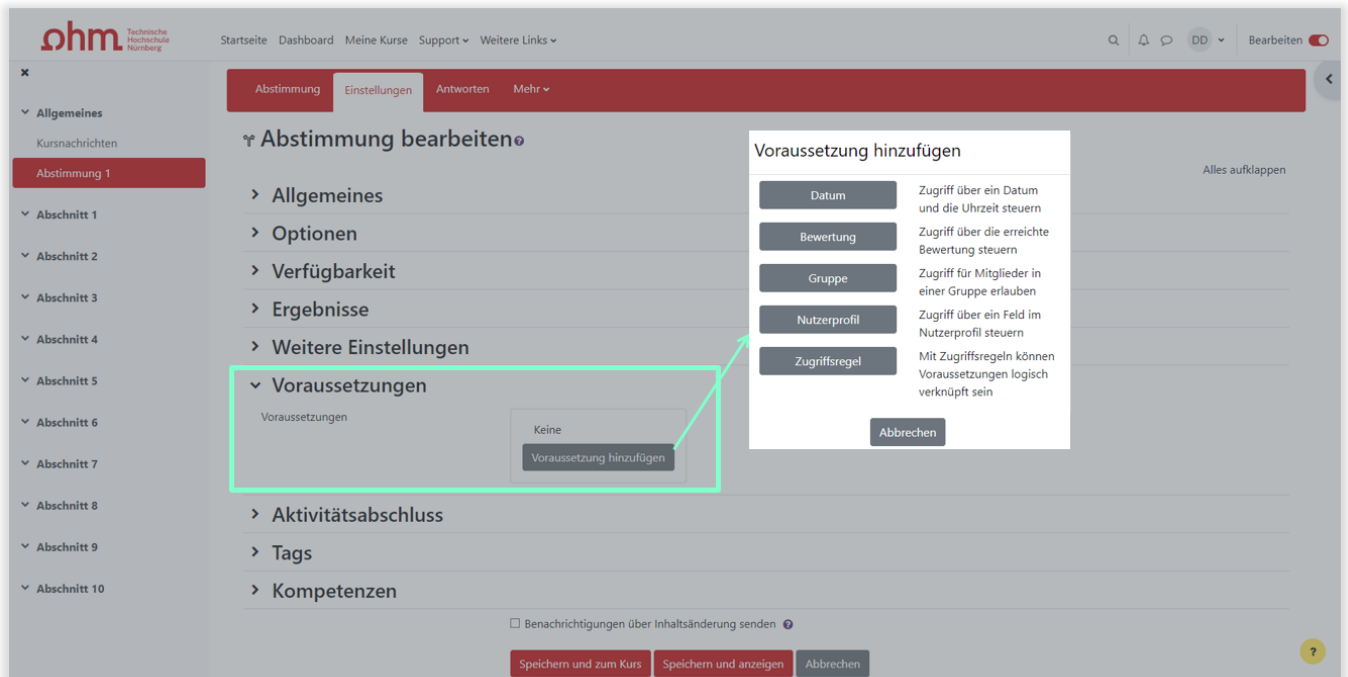 ohm Technische
Hochschule
Nürnberg
Startseite Dashboard Meine Kurse Support Weitere Links
DD Bearbeiten
Allgemeines
Kursnachrichten
Abstimmung 1
Abschnitt 1
Abschnitt 2
Abschnitt 3
Abschnitt 4
Abschnitt 5
Abschnitt 6
Abschnitt 7
Abschnitt 8
Abschnitt 9
Abschnitt 10
Abstimmung Einstellungen Antworten Mehr
Abstimmung bearbeiten ?
Alles aufklappen
Allgemeines
Optionen
Verfügbarkeit
Ergebnisse
Weitere Einstellungen
Voraussetzungen
Voraussetzungen
Keine
Voraussetzung hinzufügen
Aktivitätsabschluss
Tags
Kompetenzen
Benachrichtigungen über Inhaltsänderung senden ?
Speichern und zum Kurs Speichern und anzeigen Abbrechen
?
Voraussetzung hinzufügen
Datum
Zugriff über ein Datum
und die Uhrzeit steuern
Bewertung
Zugriff über die erreichte
Bewertung steuern
Gruppe
Zugriff für Mitglieder in
einer Gruppe erlauben
Nutzerprofil
Zugriff über ein Feld im
Nutzerprofil steuern
Zugriffsregel
Mit Zugriffsregeln können
Voraussetzungen logisch
verknüpft sein
Abbrechen